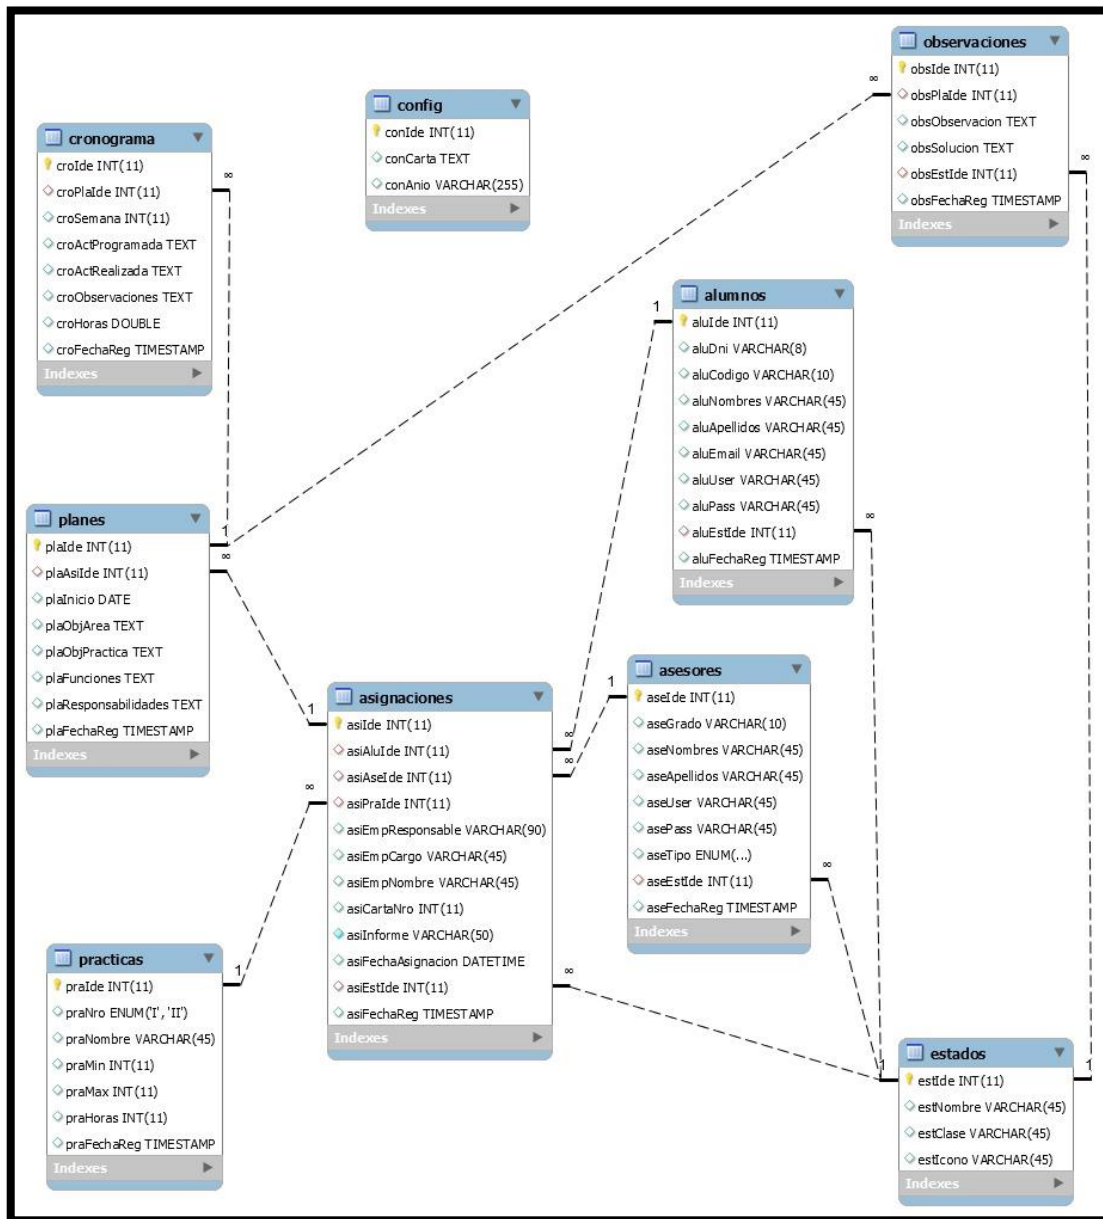 observaciones
obsIde INT(11)
obsPlaIde INT(11)
obsObservacion TEXT
obsSolucion TEXT
obsEstIde INT(11)
obsFechaReg TIMESTAMP
Indexes
∞
∞
config
conIde INT(11)
conCarta TEXT
conAnio VARCHAR(255)
Indexes
cronograma
croIde INT(11)
croPlaIde INT(11)
croSemana INT(11)
croActProgramada TEXT
croActRealizada TEXT
croObservaciones TEXT
croHoras DOUBLE
croFechaReg TIMESTAMP
Indexes
∞
alumnos
aluIde INT(11)
aluDni VARCHAR(8)
aluCodigo VARCHAR(10)
aluNombres VARCHAR(45)
aluApellidos VARCHAR(45)
aluEmail VARCHAR(45)
aluUser VARCHAR(45)
aluPass VARCHAR(45)
aluEstIde INT(11)
aluFechaReg TIMESTAMP
Indexes
1
∞
planes
plaIde INT(11)
plaAsiIde INT(11)
plaInicio DATE
plaObjArea TEXT
plaObjPractica TEXT
plaFunciones TEXT
plaResponsabilidades TEXT
plaFechaReg TIMESTAMP
Indexes
1
∞
asesores
aseIde INT(11)
aseGrado VARCHAR(10)
aseNombres VARCHAR(45)
aseApellidos VARCHAR(45)
aseUser VARCHAR(45)
asePass VARCHAR(45)
aseTipo ENUM(...)
aseEstIde INT(11)
aseFechaReg TIMESTAMP
Indexes
1
∞
asignaciones
asiIde INT(11)
asiAluIde INT(11)
asiAseIde INT(11)
asiPraIde INT(11)
asiEmpResponsable VARCHAR(90)
asiEmpCargo VARCHAR(45)
asiEmpNombre VARCHAR(45)
asiCartaNro INT(11)
asiInforme VARCHAR(50)
asiFechaAsignacion DATETIME
asiEstIde INT(11)
asiFechaReg TIMESTAMP
Indexes
1
∞
∞
∞
∞
practicas
praIde INT(11)
praNro ENUM('I','II')
praNombre VARCHAR(45)
praMin INT(11)
praMax INT(11)
praHoras INT(11)
praFechaReg TIMESTAMP
Indexes
1
estados
estIde INT(11)
estNombre VARCHAR(45)
estClase VARCHAR(45)
estIcono VARCHAR(45)
Indexes
1
1